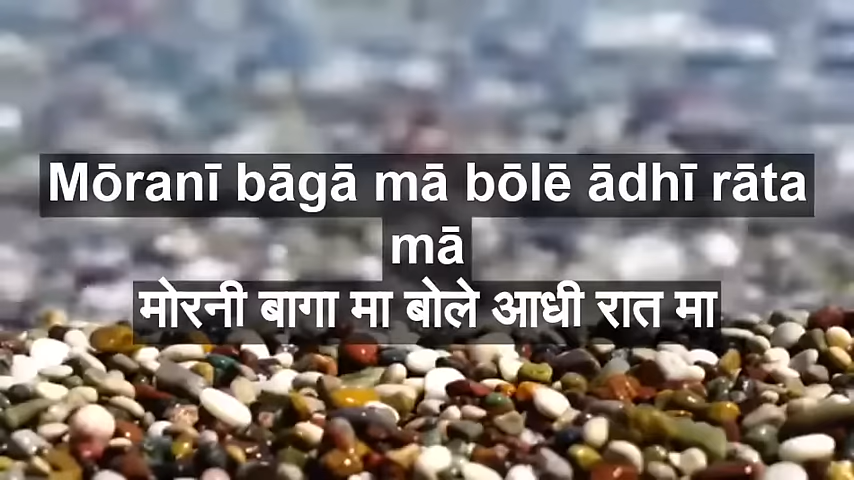 Mōranī bāgā mā bōlē ādhī rāta
mā
मोरनी बागा मा बोले आधी रात मा